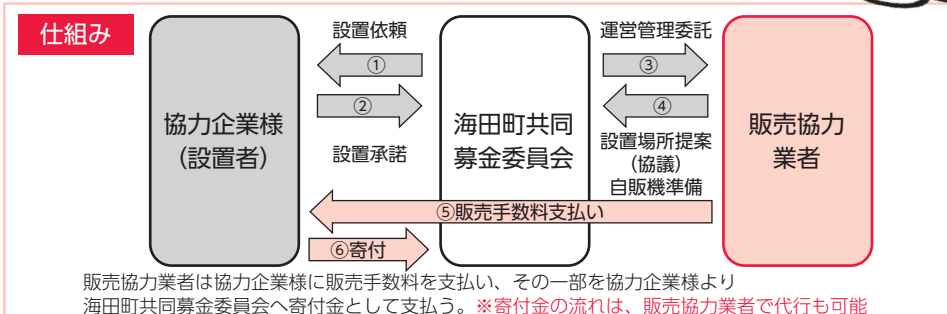 仕組み
協力企業様
(設置者)
設置依頼
①
②
設置承諾
海田町共同
募金委員会
運営管理委託
③
④
設置場所提案
(協議)
自販機準備
販売協力
業者
⑤販売手数料支払い
⑥寄付
販売協力業者は協力企業様に販売手数料を支払い、その一部を協力企業様より
海田町共同募金委員会へ寄付金として支払う。※寄付金の流れは、販売協力業者で代行も可能